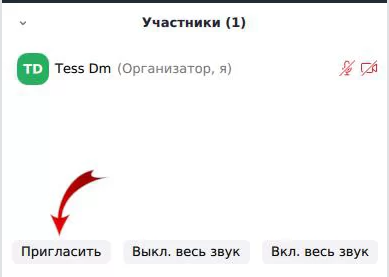 Участники (1)
TD Tess Dm (Организатор, я)
Пригласить Выкл. весь звук Вкл. весь звук